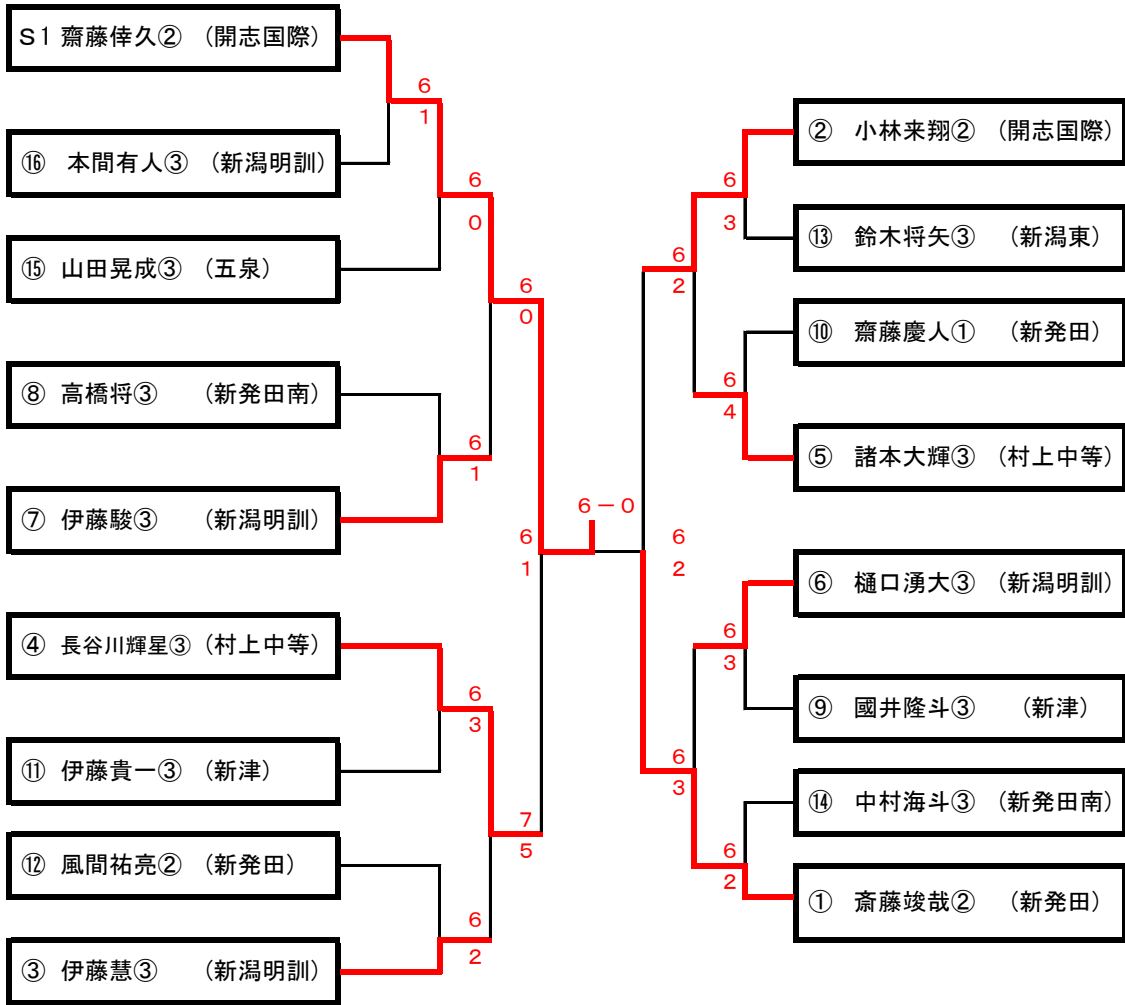 S1 齋藤倖久② (開志国際)
⑯ 本間有人③ (新潟明訓)
⑮ 山田晃成③ (五泉)
⑧ 高橋将③ (新発田南)
⑦ 伊藤駿③ (新潟明訓)
④ 長谷川輝星③ (村上中等)
⑪ 伊藤貴一③ (新津)
⑫ 風間祐亮② (新発田)
③ 伊藤慧③ (新潟明訓)
6
1
6
0
6
0
6
1
6
1
6
3
7
5
6
2
6-0
6
2
6
3
6
2
6
4
6
3
6
3
6
2
② 小林来翔② (開志国際)
⑬ 鈴木将矢③ (新潟東)
⑩ 齋藤慶人① (新発田)
⑤ 諸本大輝③ (村上中等)
⑥ 樋口湧大③ (新潟明訓)
⑨ 國井隆斗③ (新津)
⑭ 中村海斗③ (新発田南)
① 斎藤竣哉② (新発田)